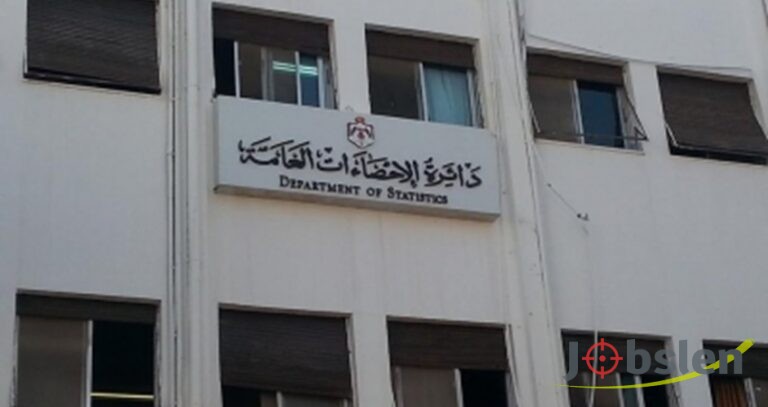 دائرة الإحصاءات العامة
DEPARTMENT OF STATISTICS
Jobslen